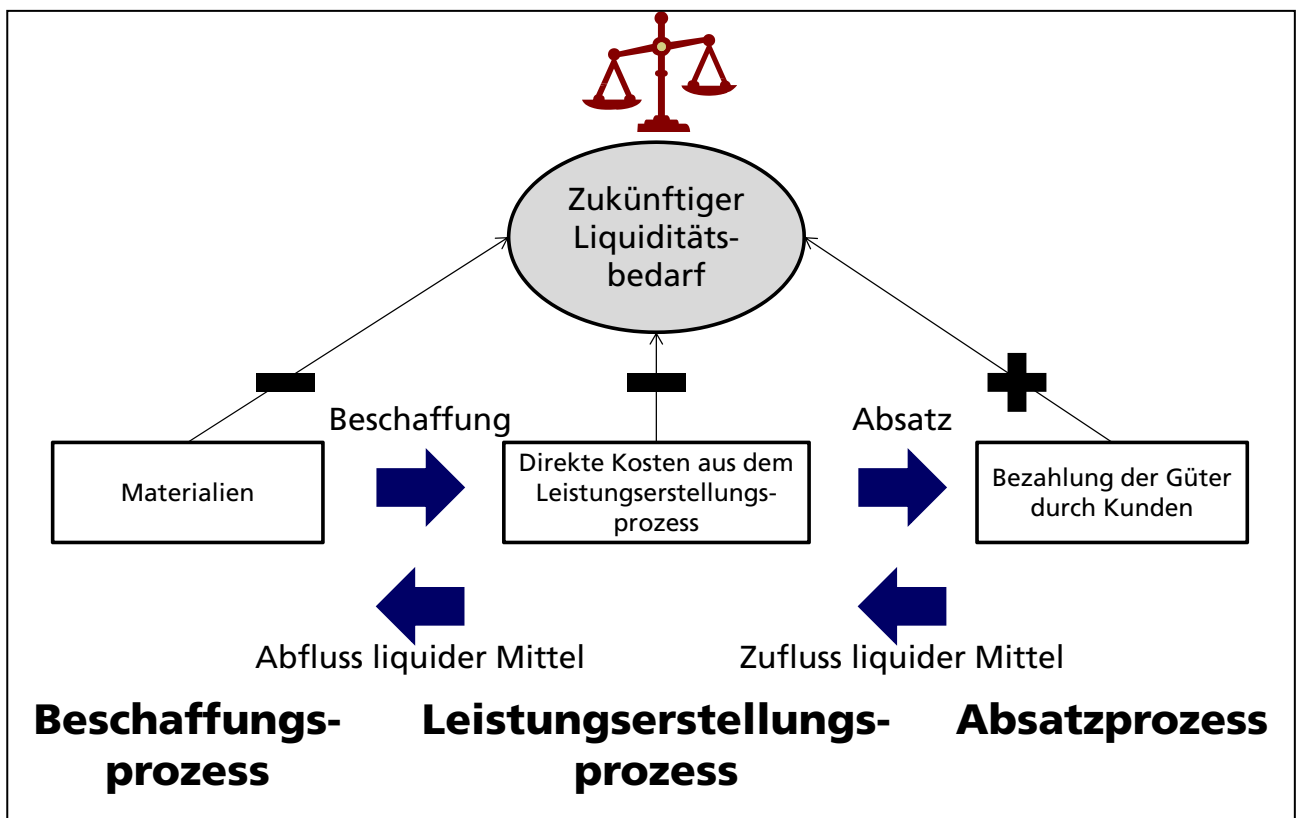 Zukünftiger
Liquiditäts-
bedarf
Beschaffung
Absatz
Materialien
Direkte Kosten aus dem
Leistungserstellungs-
prozess
Bezahlung der Güter
durch Kunden
Abfluss liquider Mittel
Zufluss liquider Mittel
Beschaffungs-
prozess
Leistungserstellungs-
prozess
Absatzprozess